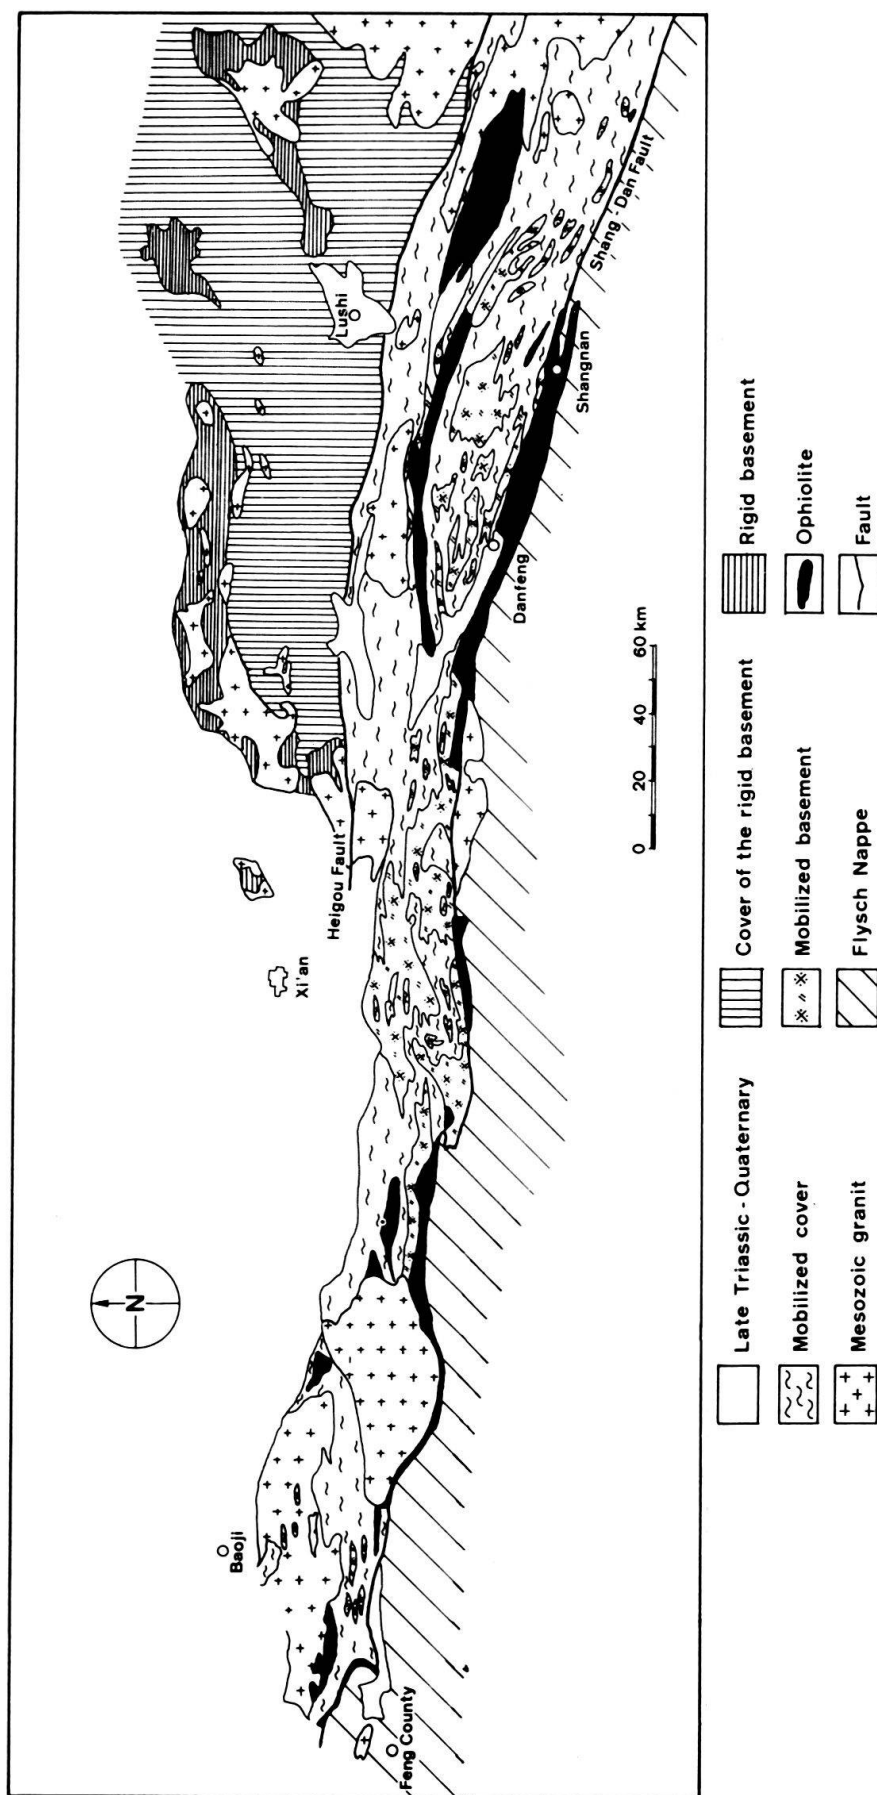 N
Baoji
Feng County
Xi'an
Heigou Fault
Lushi
Danfeng
Shangnan
Shang - Dan Fault
0 20 40 60 km
Late Triassic - Quaternary
Cover of the rigid basement
Rigid basement
Mobilized cover
Mobilized basement
Ophiolite
Mesozoic granit
Flysch Nappe
Fault